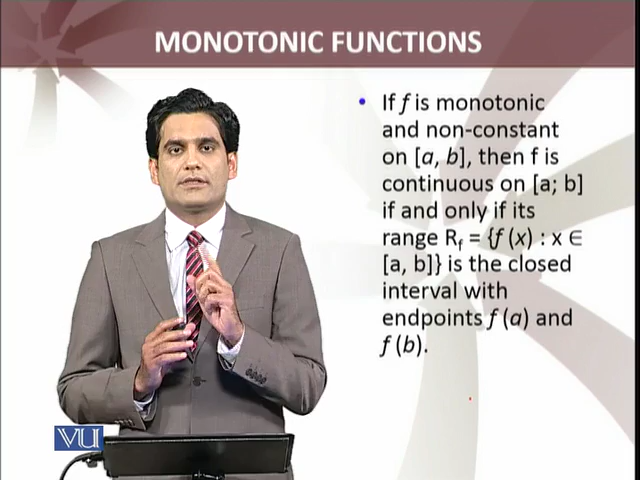 MONOTONIC FUNCTIONS
• If f is monotonic
and non-constant
on [a, b], then f is
continuous on [a; b]
if and only if its
range Rf = {f (x) : x ∈
[a, b]} is the closed
interval with
endpoints f (a) and
f (b).
VU